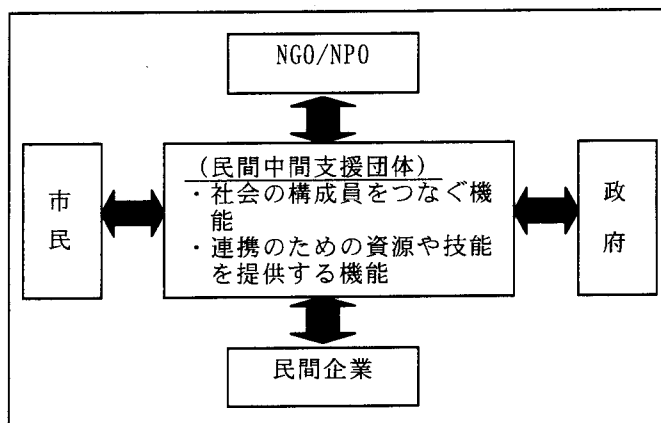 NGO/NPO
市
民
(民間中間支援団体)
・社会の構成員をつなぐ機
能
・連携のための資源や技能
を提供する機能
政
府
民間企業